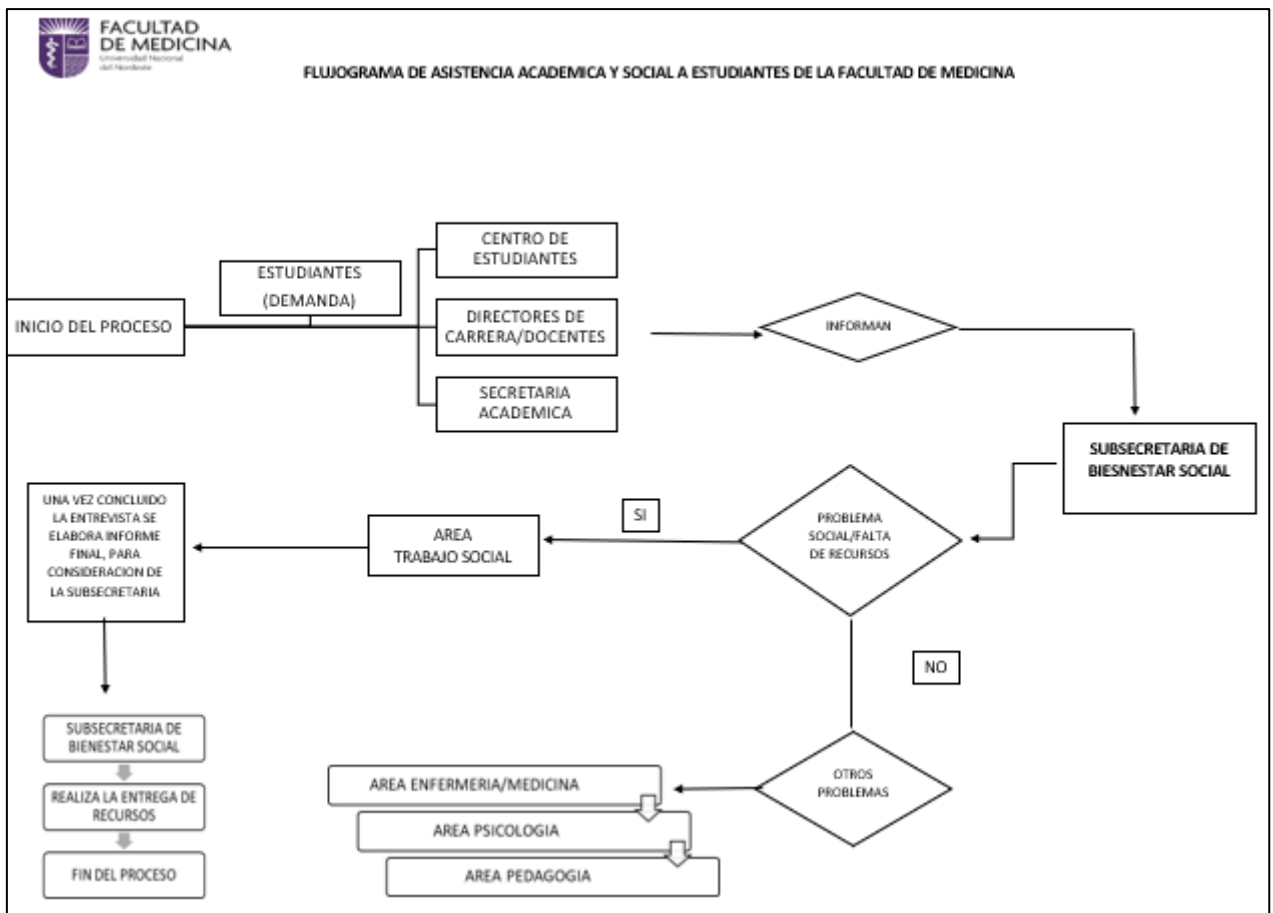 FACULTAD
DE MEDICINA
Universidad Nacional
del Nordeste
FLUJOGRAMA DE ASISTENCIA ACADEMICA Y SOCIAL A ESTUDIANTES DE LA FACULTAD DE MEDICINA
INICIO DEL PROCESO
ESTUDIANTES
(DEMANDA)
CENTRO DE
ESTUDIANTES
DIRECTORES DE
CARRERA/DOCENTES
SECRETARIA
ACADEMICA
INFORMAN
SUBSECRETARIA DE
BIESNESTAR SOCIAL
PROBLEMA
SOCIAL/FALTA
DE RECURSOS
SI
AREA
TRABAJO SOCIAL
UNA VEZ CONCLUIDO
LA ENTREVISTA SE
ELABORA INFORME
FINAL, PARA
CONSIDERACION DE
LA SUBSECRETARIA
NO
SUBSECRETARIA DE
BIENESTAR SOCIAL
REALIZA LA ENTREGA DE
RECURSOS
FIN DEL PROCESO
OTROS
PROBLEMAS
AREA ENFERMERIA/MEDICINA
AREA PSICOLOGIA
AREA PEDAGOGIA